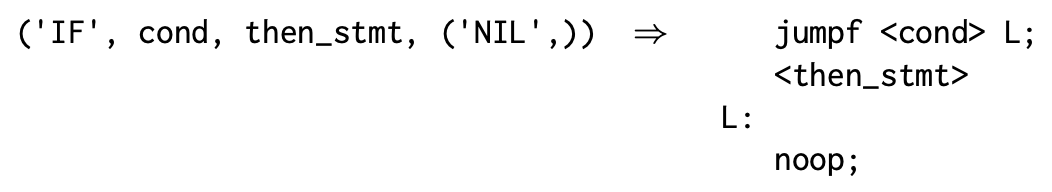 ('IF', cond, then_stmt, ('NIL',)) ⇒ jumpf <cond> L;
<then_stmt>
L:
noop;